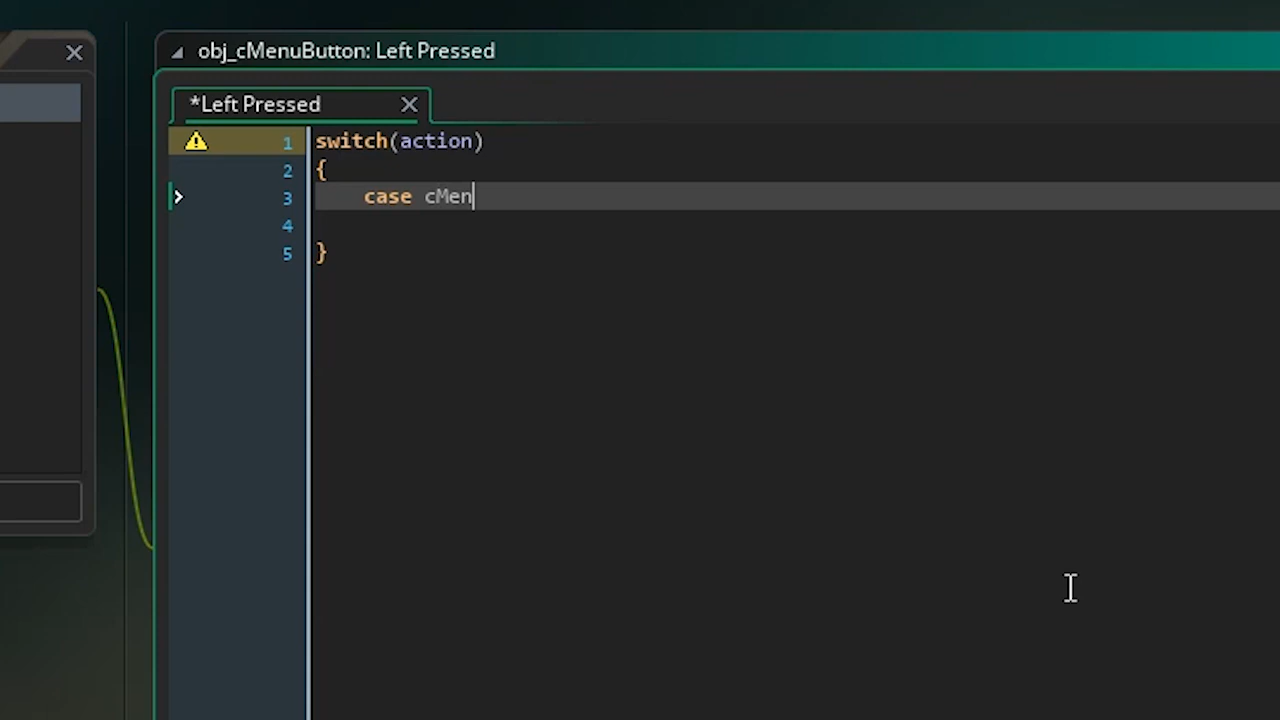 obj_cMenuButton: Left Pressed
*Left Pressed
1 switch(action)
2 {
3 case cMen
4
5 }